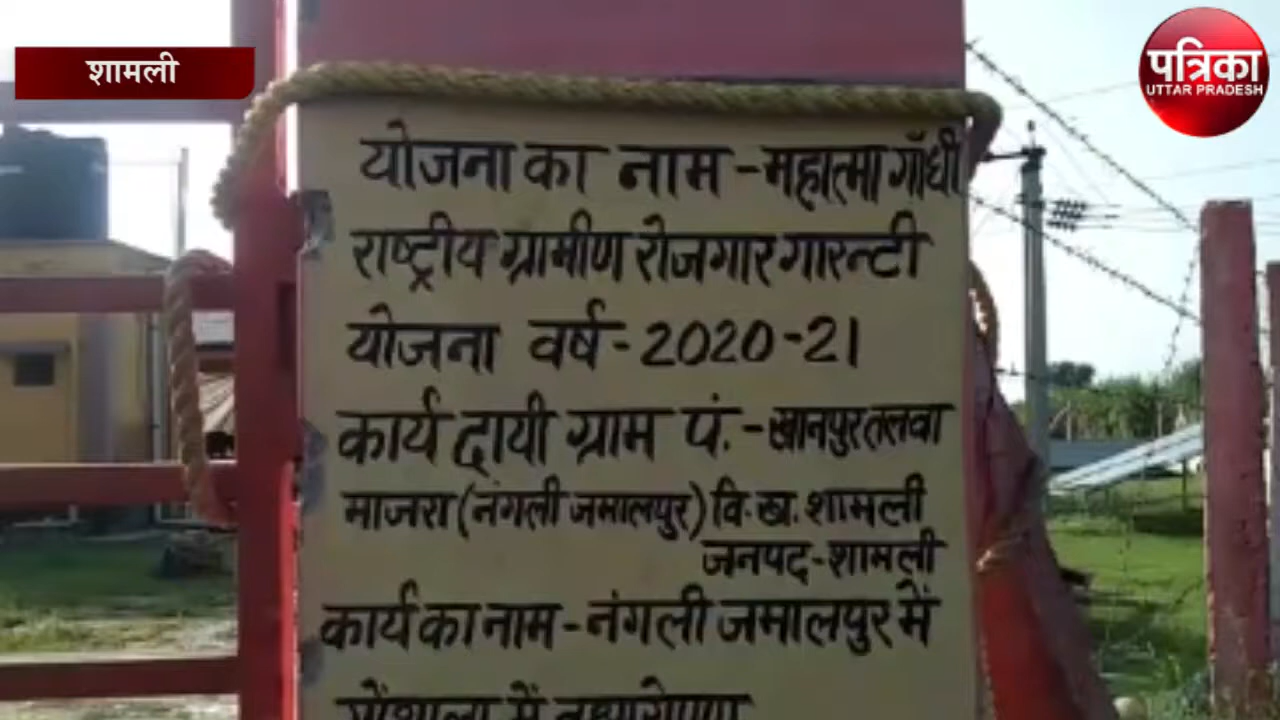 शामली
पत्रिका
UTTAR PRADESH
योजना का नाम - महात्मा गाँधी
राष्ट्रीय ग्रामीण रोजगार गारन्टी
योजना वर्ष - 2020-21
कार्य दायी ग्राम पं. - खानपुर तलवा
माजरा (नंगली जमालपुर) वि.ख. शामली
जनपद - शामली
कार्य का नाम - नंगली जमालपुर में
में